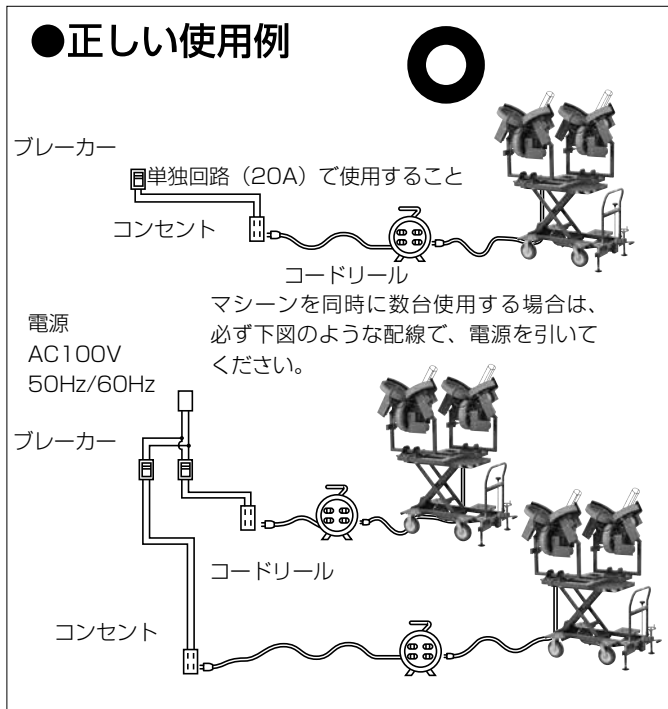 ●正しい使用例
ブレーカー
単独回路（20A）で使用すること
コンセント
コードリール
マシーンを同時に数台使用する場合は、
必ず下図のような配線で、電源を引いて
ください。
電源
AC100V
50Hz/60Hz
ブレーカー
コードリール
コンセント